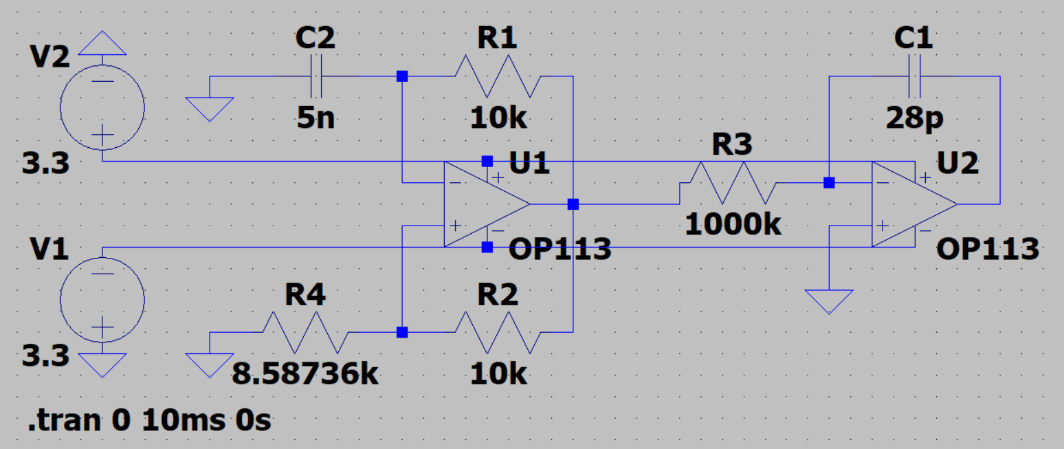 V2
C2
R1
C1
5n
10k
28p
3.3
U1
R3
U2
1000k
V1
OP113
OP113
R4
R2
3.3
8.58736k
10k
.tran 0 10ms 0s